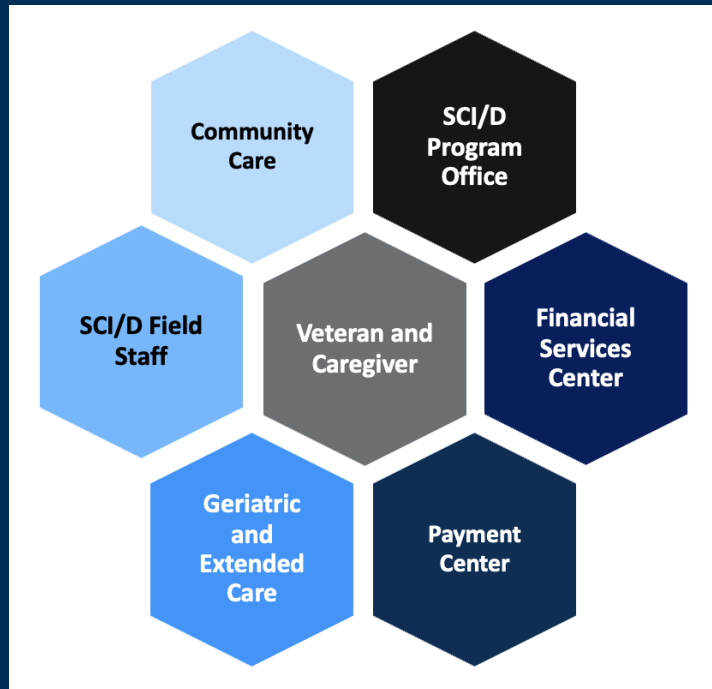 Community
Care
SCI/D
Program
Office
SCI/D Field
Staff
Veteran and
Caregiver
Financial
Services
Center
Geriatric
and
Extended
Care
Payment
Center